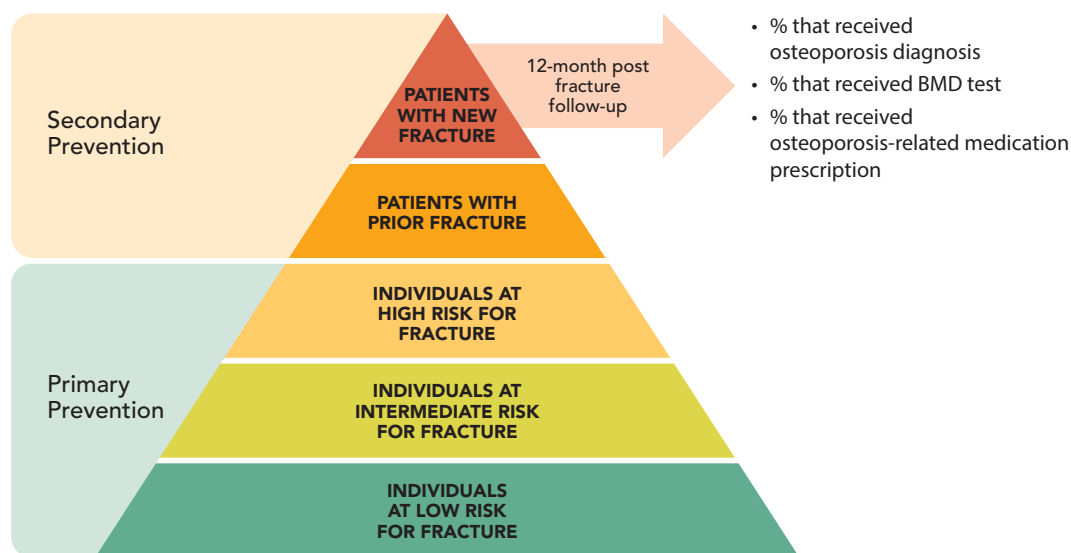 Secondary
Prevention
PATIENTS
WITH NEW
FRACTURE
12-month post
fracture
follow-up
• % that received
osteoporosis diagnosis
• % that received BMD test
• % that received
osteoporosis-related medication
prescription
PATIENTS WITH
PRIOR FRACTURE
Primary
Prevention
INDIVIDUALS AT
HIGH RISK FOR
FRACTURE
INDIVIDUALS AT
INTERMEDIATE RISK
FOR FRACTURE
INDIVIDUALS
AT LOW RISK
FOR FRACTURE